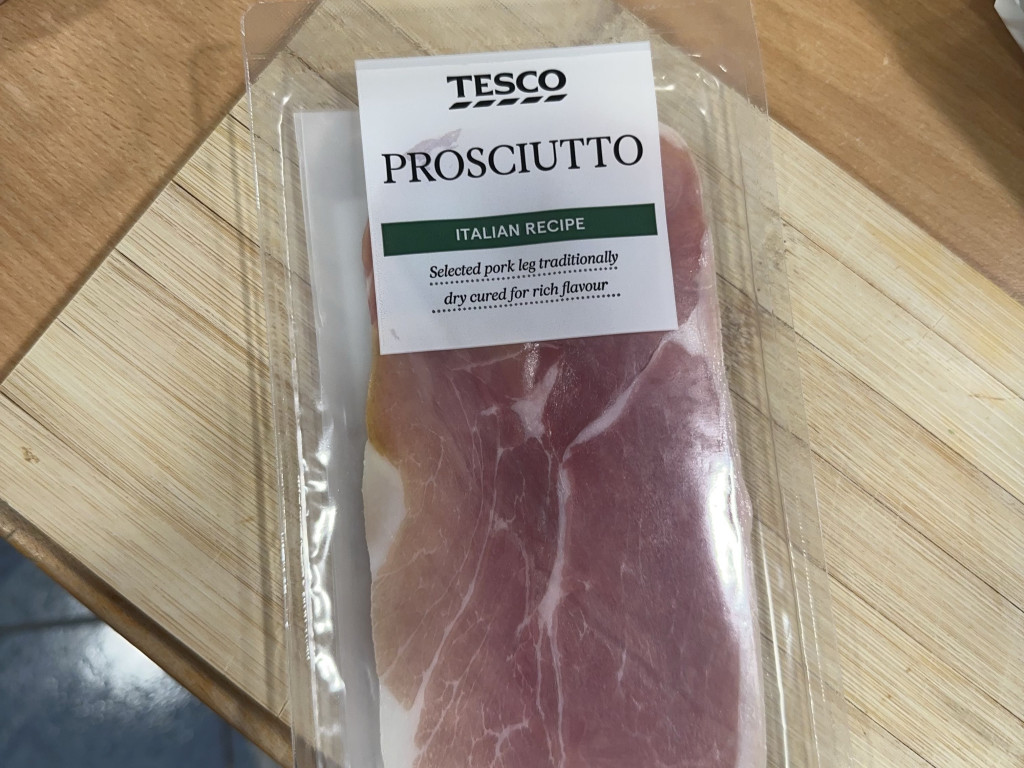 TESCO
PROSCIUTTO
ITALIAN RECIPE
Selected pork leg traditionally
dry cured for rich flavour